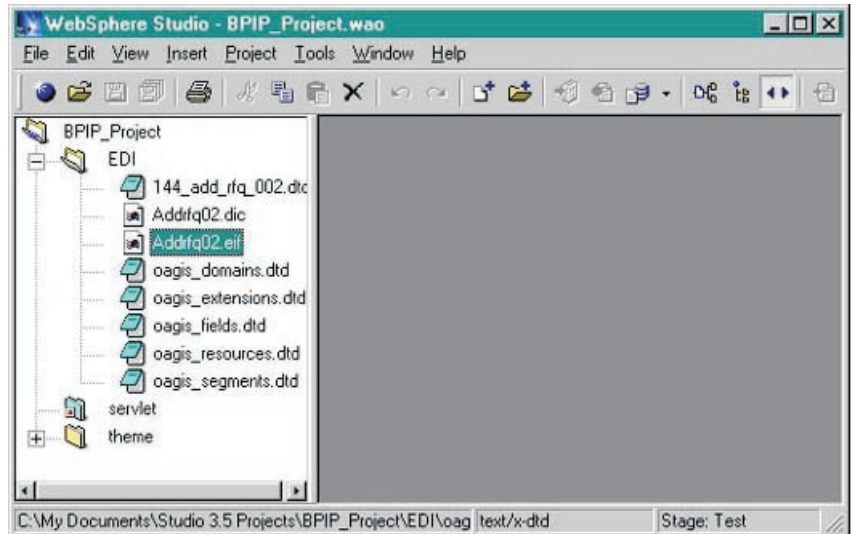 WebSphere Studio - BPIP_Project.wao
File Edit View Insert Project Tools Window Help
BPIP_Project
EDI
144_add_rfq_002.dtd
Addrfq02.dic
Addrfq02.eif
oagis_domains.dtd
oagis_extensions.dtd
oagis_fields.dtd
oagis_resources.dtd
oagis_segments.dtd
servlet
theme
C:\My Documents\Studio 3.5 Projects\BPIP_Project\EDI\oag text/x-dtd Stage: Test